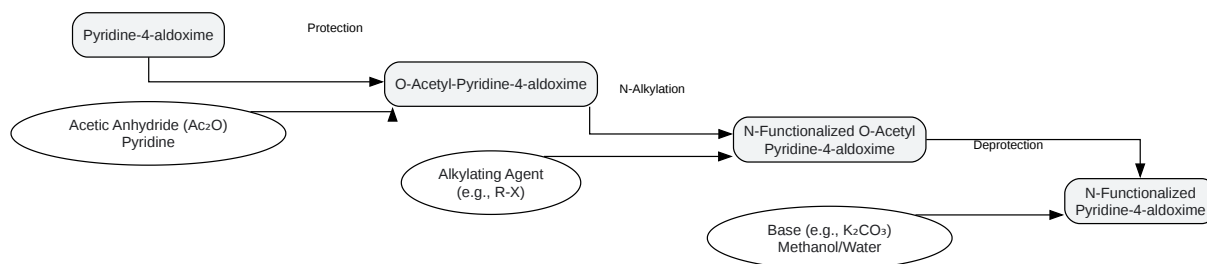 Pyridine-4-aldoxime
Protection
O-Acetyl-Pyridine-4-aldoxime
Acetic Anhydride (Ac₂O)
Pyridine
N-Alkylation
N-Functionalized O-Acetyl
Pyridine-4-aldoxime
Alkylating Agent
(e.g., R-X)
Deprotection
N-Functionalized
Pyridine-4-aldoxime
Base (e.g., K₂CO₃)
Methanol/Water